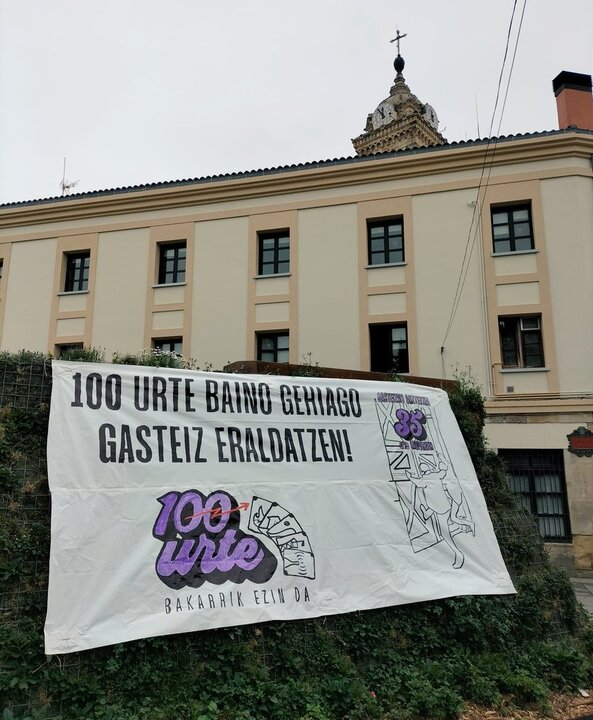 100 URTE BAINO GEHIAGO
GASTEIZ ERALDATZEN!
35
100
urte
BAKARRIK EZIN DA